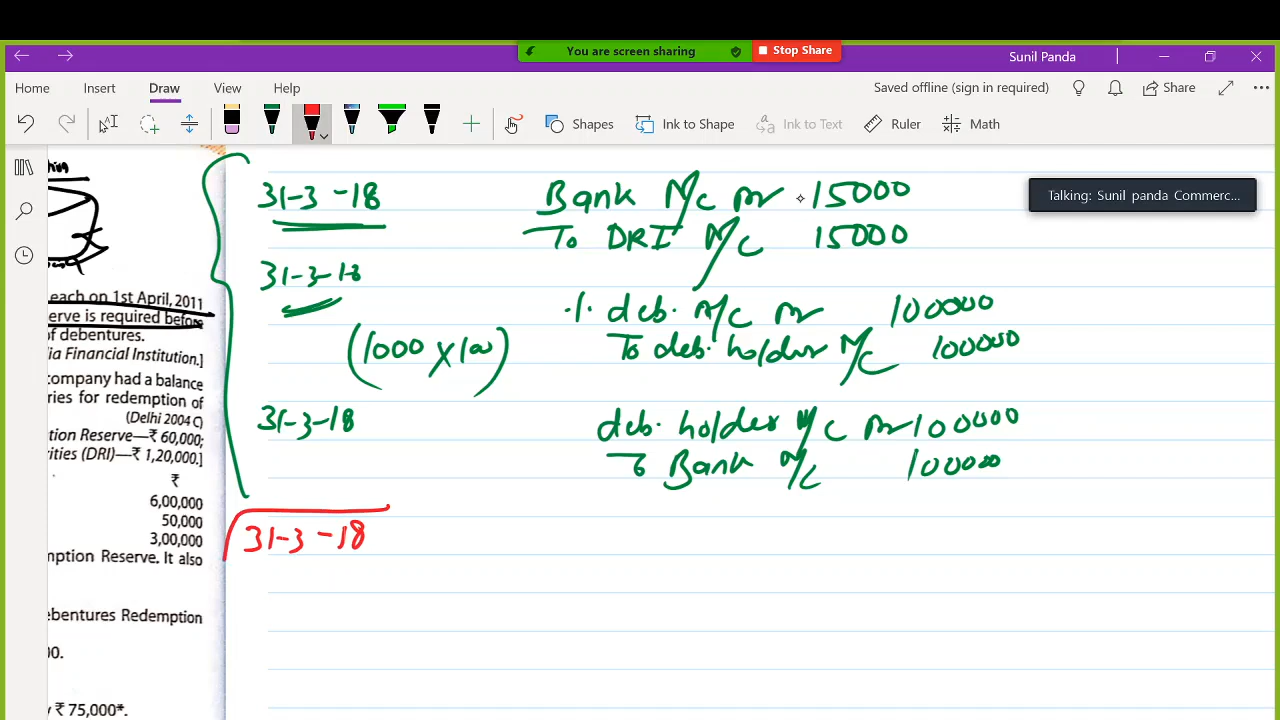 You are screen sharing
Stop Share
Sunil Panda
Home Insert Draw View Help
Saved offline (sign in required)
Share
Shapes
Ink to Shape
Ink to Text
Ruler
Math
Talking: Sunil panda Commerc...
31-3-18 Bank A/C Dr 15000
To DRI A/C 15000
31-3-18
·/. deb. A/C Dr 100000
(1000 x 100) To deb. holder A/C 100000
31-3-18 deb. holder A/C Dr 100000
To Bank A/C 100000
31-3-18
each on 1st April, 2011
erve is required before
of debentures.
ia Financial Institution.]
company had a balance
ries for redemption of
(Delhi 2004 C)
tion Reserve—₹ 60,000;
ities (DRI)—₹ 1,20,000.]
₹
6,00,000
50,000
3,00,000
mption Reserve. It also
ebentures Redemption
00.
y ₹ 75,000*.